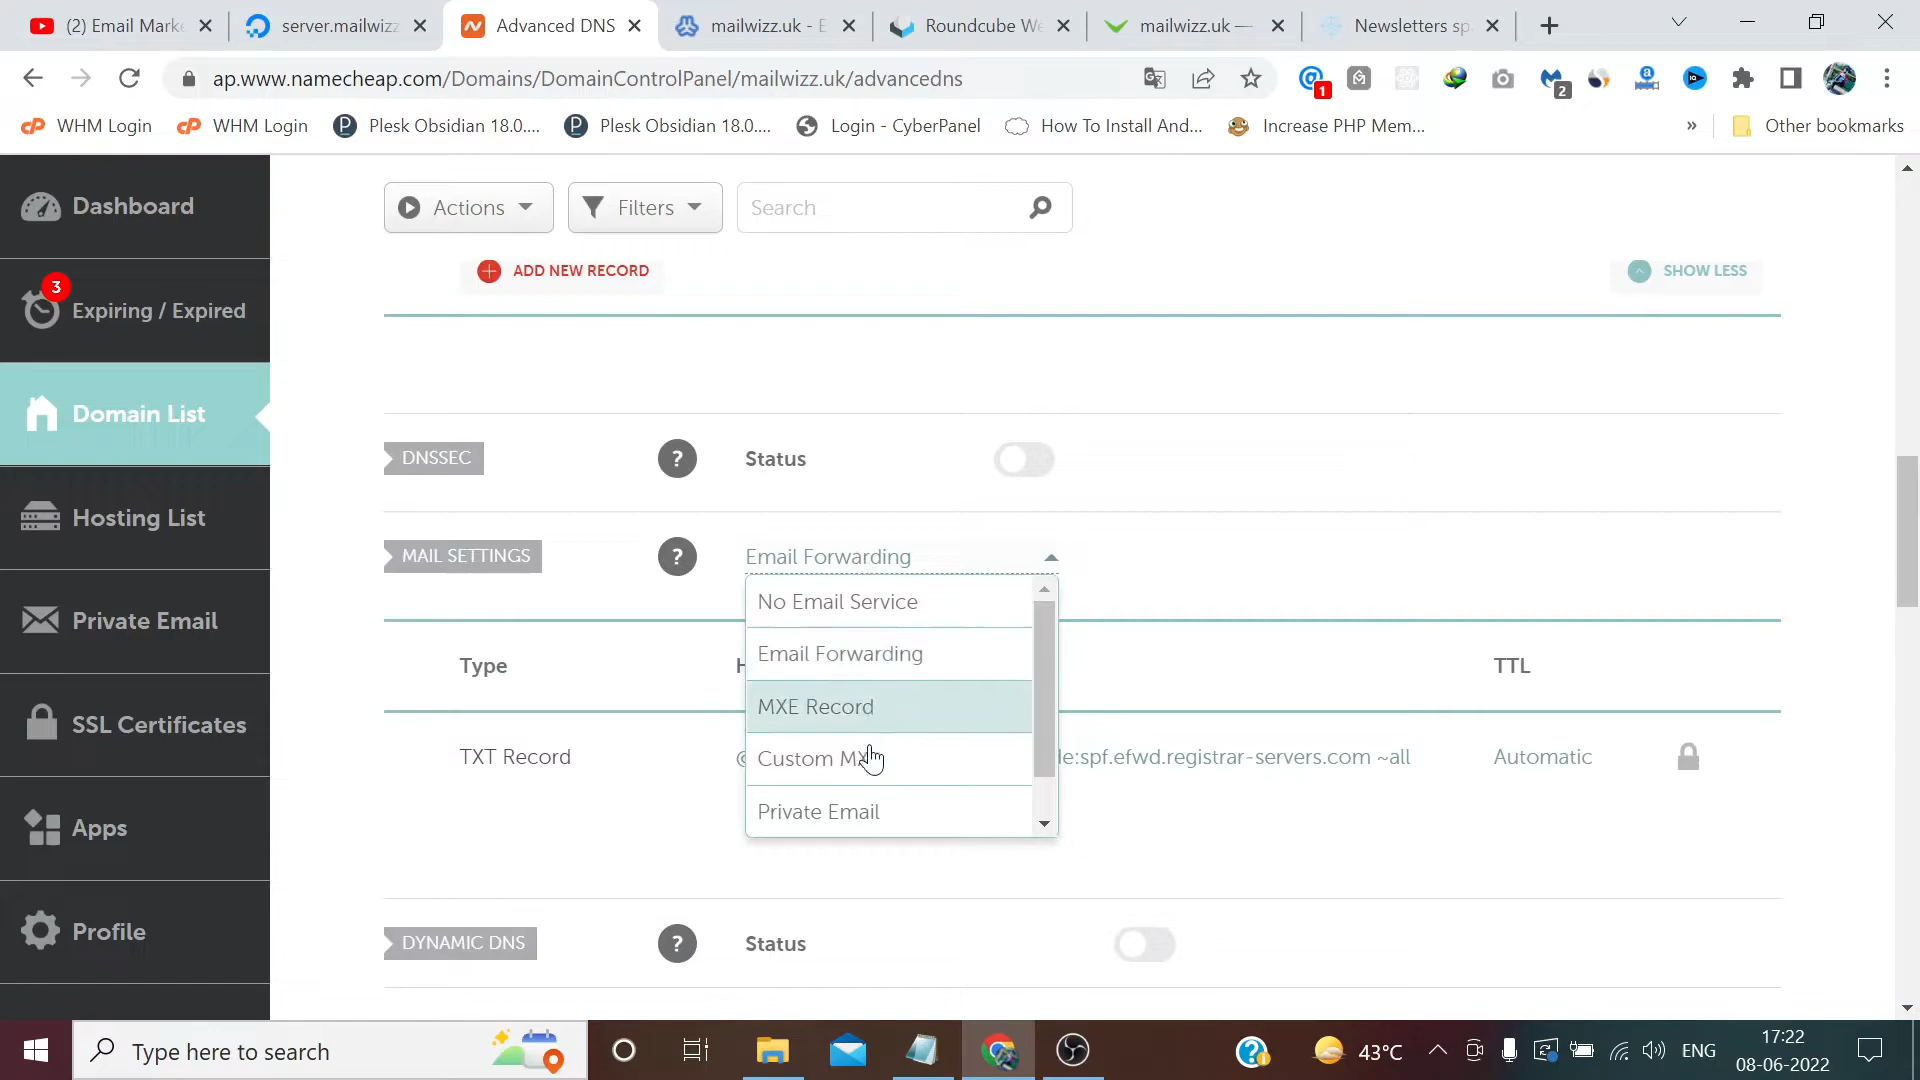 (2) Email Marke
server.mailwizz
Advanced DNS
mailwizz.uk - E
Roundcube We
mailwizz.uk —
Newsletters sp
ap.www.namecheap.com/Domains/DomainControlPanel/mailwizz.uk/advancedns
1
2
WHM Login
WHM Login
Plesk Obsidian 18.0....
Plesk Obsidian 18.0....
Login - CyberPanel
How To Install And...
Increase PHP Mem...
»
Other bookmarks
Dashboard
3
Expiring / Expired
Domain List
Hosting List
Private Email
SSL Certificates
Apps
Profile
Actions
Filters
Search
ADD NEW RECORD
SHOW LESS
DNSSEC
?
Status
MAIL SETTINGS
?
Email Forwarding
No Email Service
Email Forwarding
MXE Record
Custom MX
Private Email
Type
H
TTL
TXT Record
@
de:spf.efwd.registrar-servers.com ~all
Automatic
DYNAMIC DNS
?
Status
Type here to search
43°C
ENG
17:22
08-06-2022